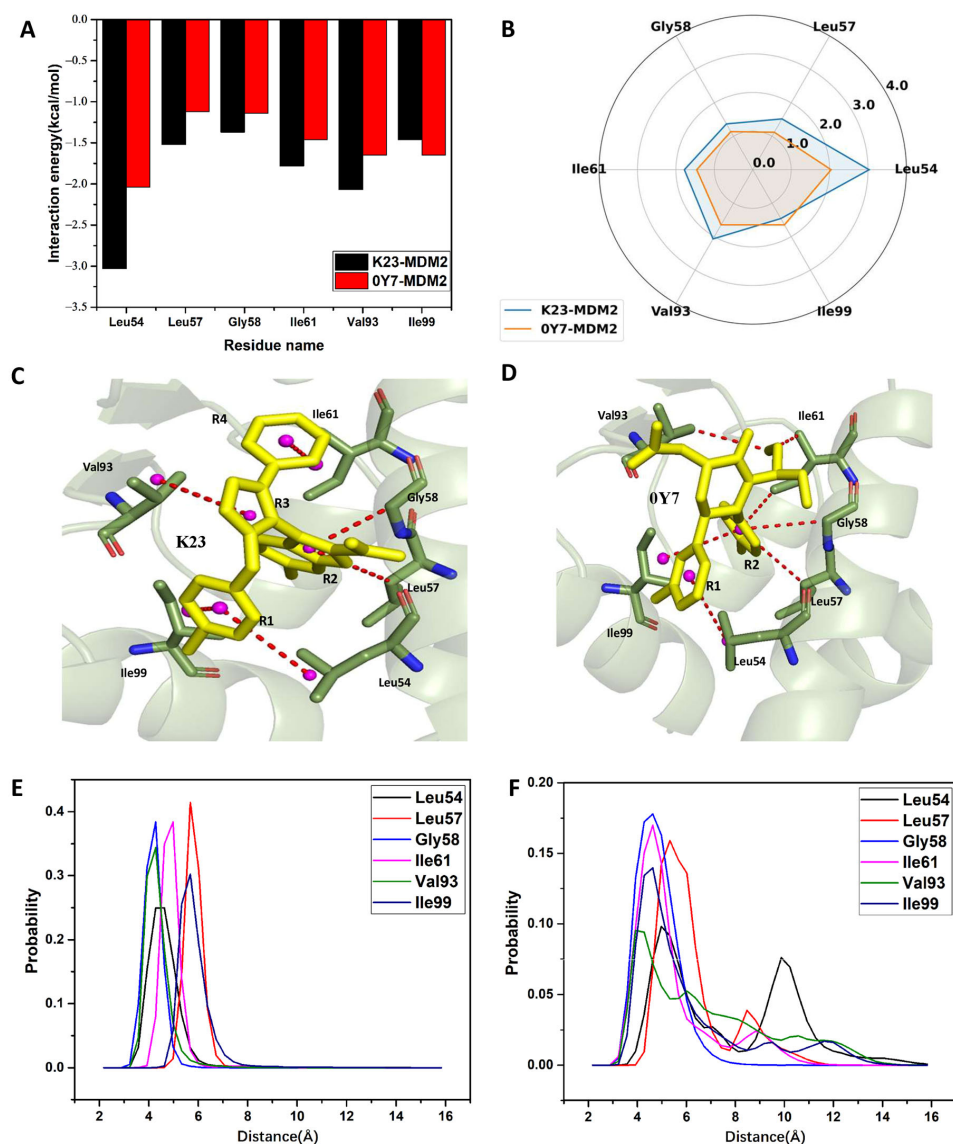 A
Interaction energy(kcal/mol)
0.0
−0.5
−1.0
−1.5
−2.0
−2.5
−3.0
−3.5
K23-MDM2
0Y7-MDM2
Leu54 Leu57 Gly58 Ile61 Val93 Ile99
Residue name
B
Gly58 Leu57
4.0
3.0
2.0
1.0
0.0
Ile61 Leu54
Val93 Ile99
K23-MDM2
0Y7-MDM2
C
R4 Ile61
Val93
R3 Gly58
K23
R2
Leu57
R1
Ile99 Leu54
D
Val93 Ile61
0Y7
Gly58
R2
R1
Leu57
Ile99
Leu54
E
Probability
0.4
0.3
0.2
0.1
0.0
Leu54
Leu57
Gly58
Ile61
Val93
Ile99
2 4 6 8 10 12 14 16
Distance(Å)
F
Probability
0.20
0.15
0.10
0.05
0.00
Leu54
Leu57
Gly58
Ile61
Val93
Ile99
2 4 6 8 10 12 14 16
Distance(Å)